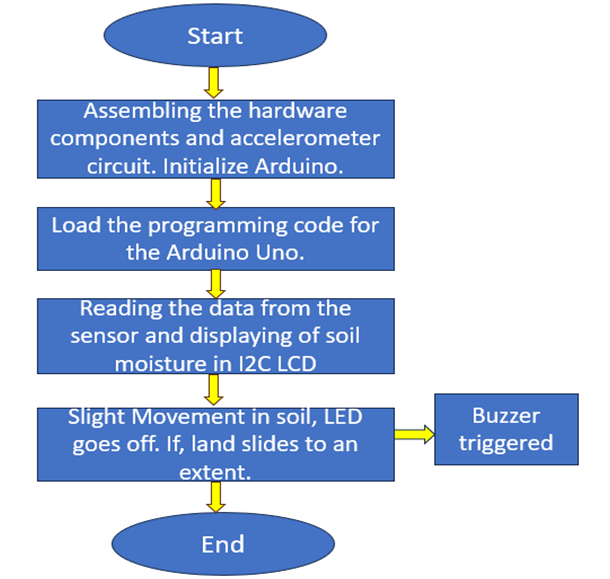 Start
Assembling the hardware
components and accelerometer
circuit. Initialize Arduino.
Load the programming code for
the Arduino Uno.
Reading the data from the
sensor and displaying of soil
moisture in I2C LCD
Slight Movement in soil, LED
goes off. If, land slides to an
extent.
Buzzer
triggered
End